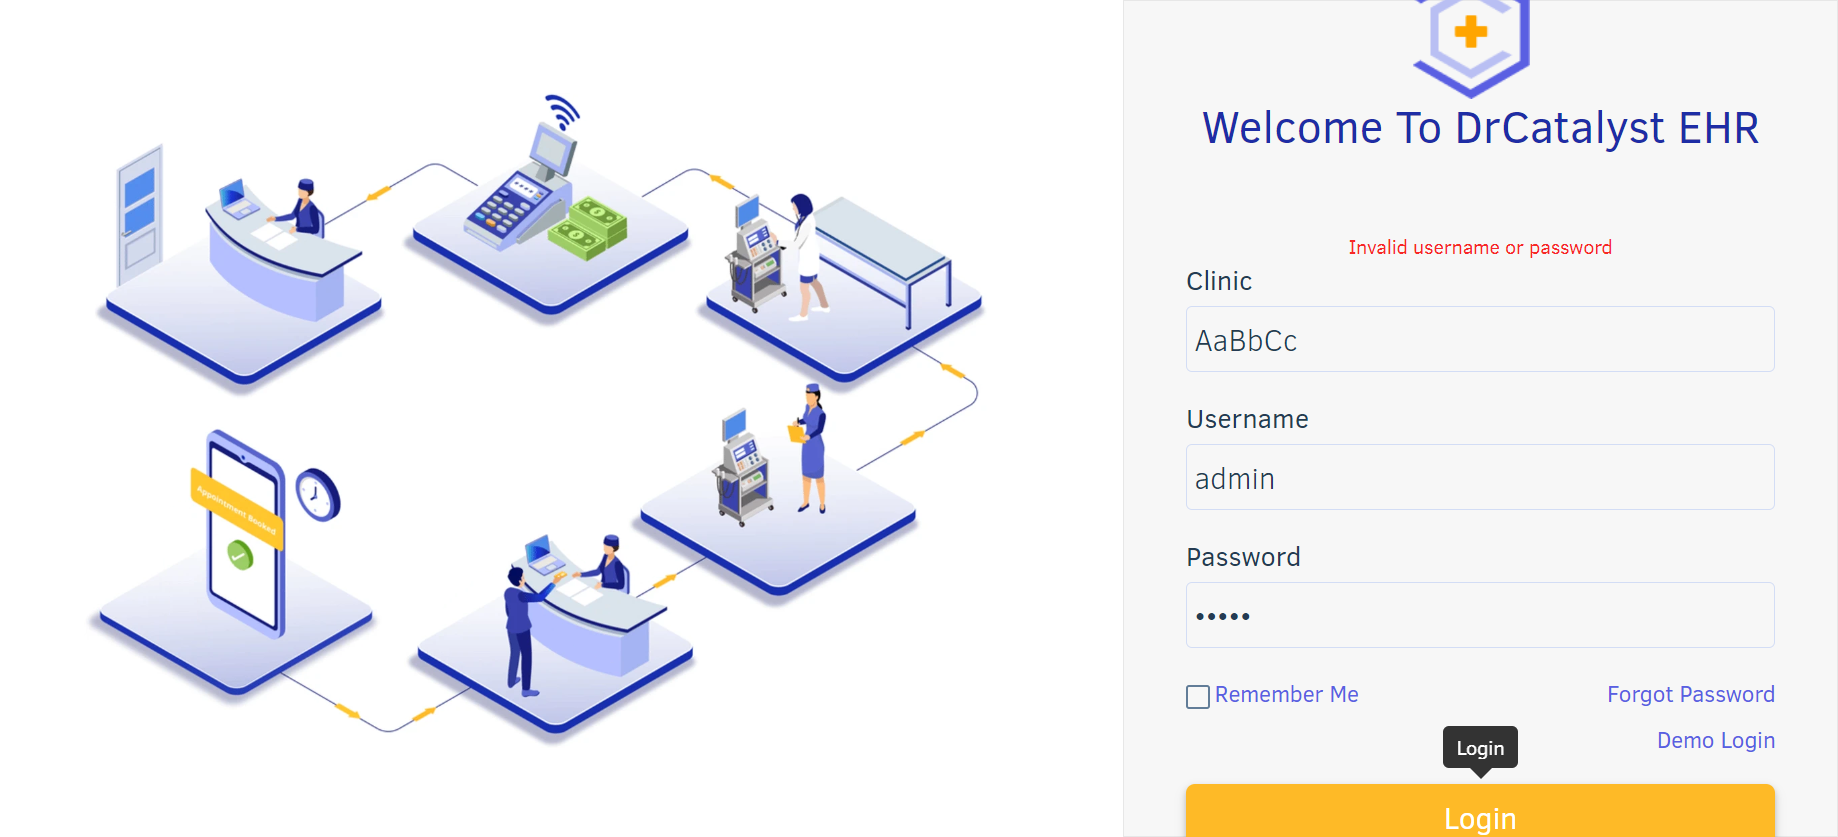 Appointment Booked
Welcome To DrCatalyst EHR
Invalid username or password
Clinic
AaBbCc
Username
admin
Password
•••••
Remember Me
Forgot Password
Demo Login
Login
Login